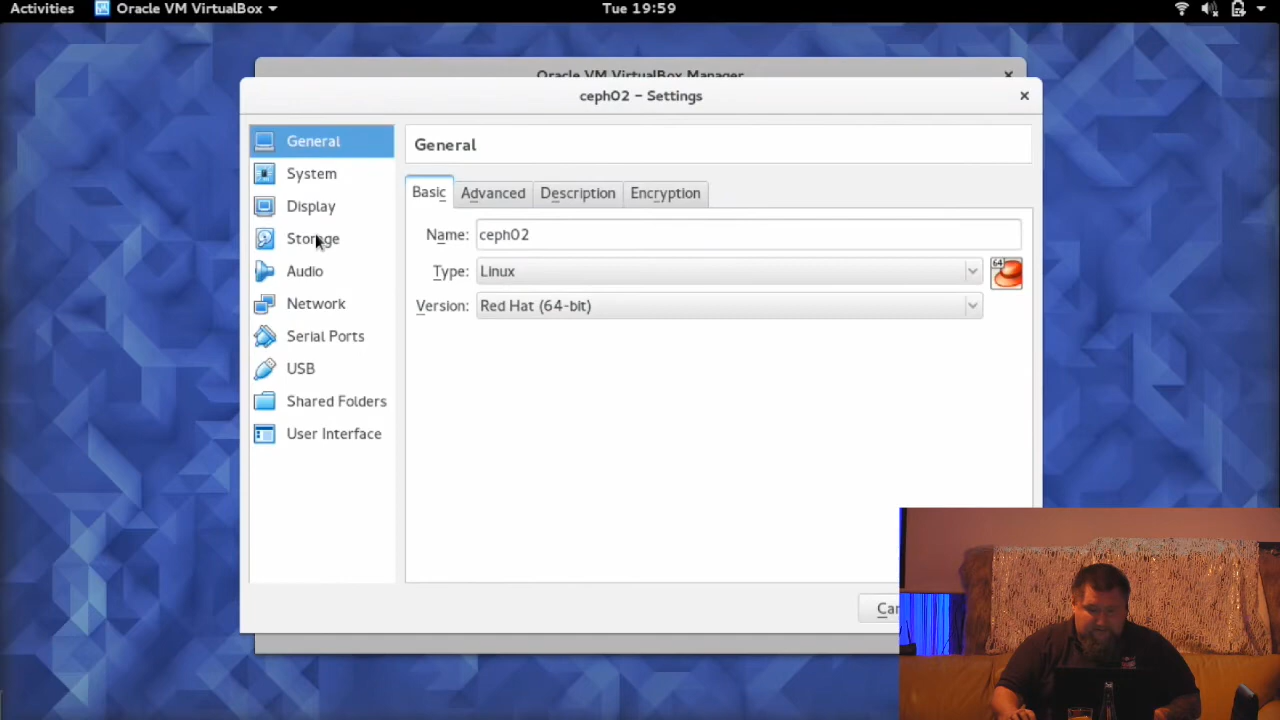 Activities
Oracle VM VirtualBox
Tue 19:59
Oracle VM VirtualBox Manager
ceph02 – Settings
General
System
Display
Storage
Audio
Network
Serial Ports
USB
Shared Folders
User Interface
General
Basic
Advanced
Description
Encryption
Name:
ceph02
Type:
Linux
64
Version:
Red Hat (64-bit)
Can